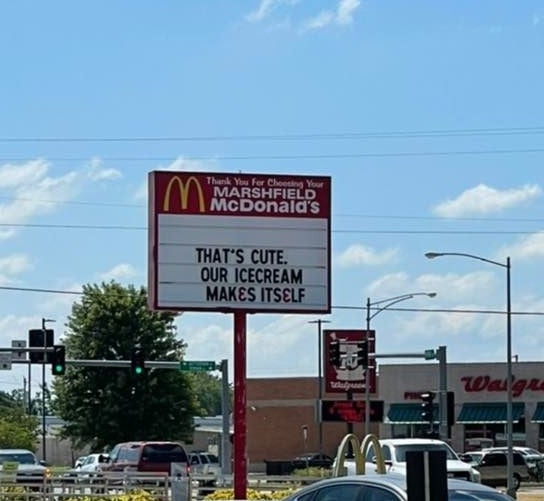 Thank You For Choosing Your
MARSHFIELD
McDonald's
THAT'S CUTE.
OUR ICECREAM
MAKES ITSELF
Walgreens